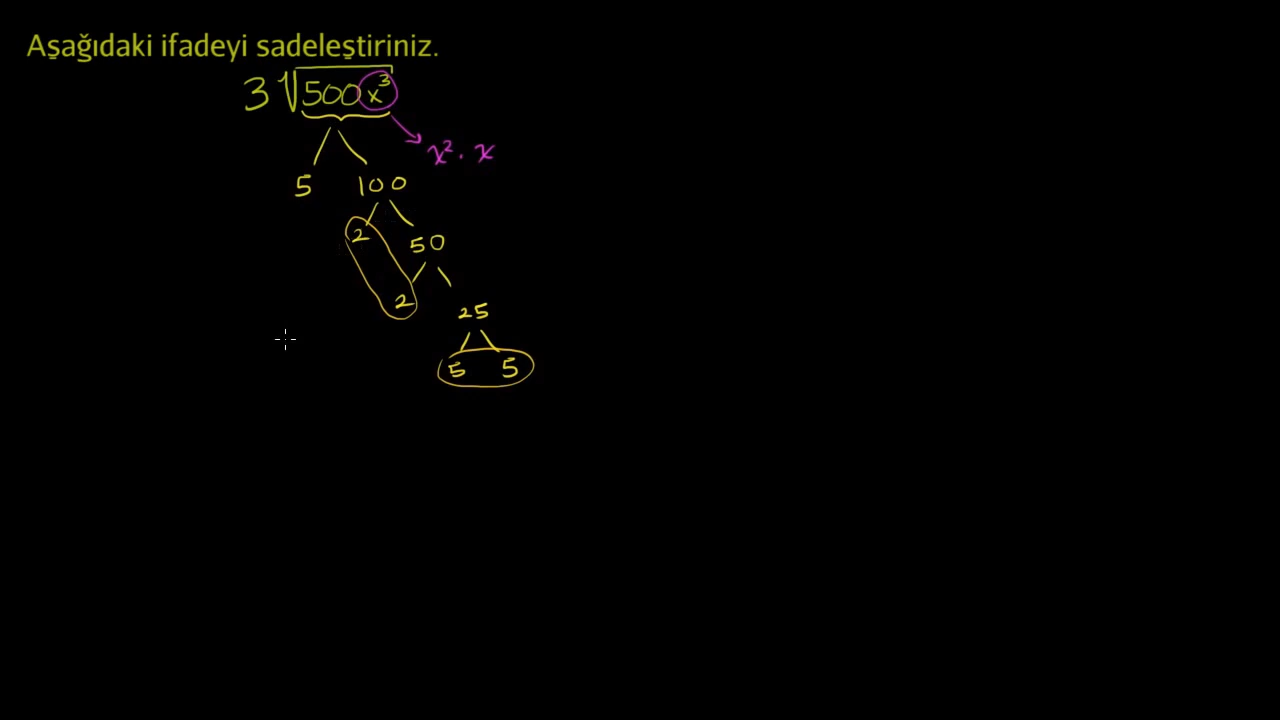 Aşağıdaki ifadeyi sadeleştiriniz.
3 √500x³
x² · x
5 100
2 50
2 25
5 5